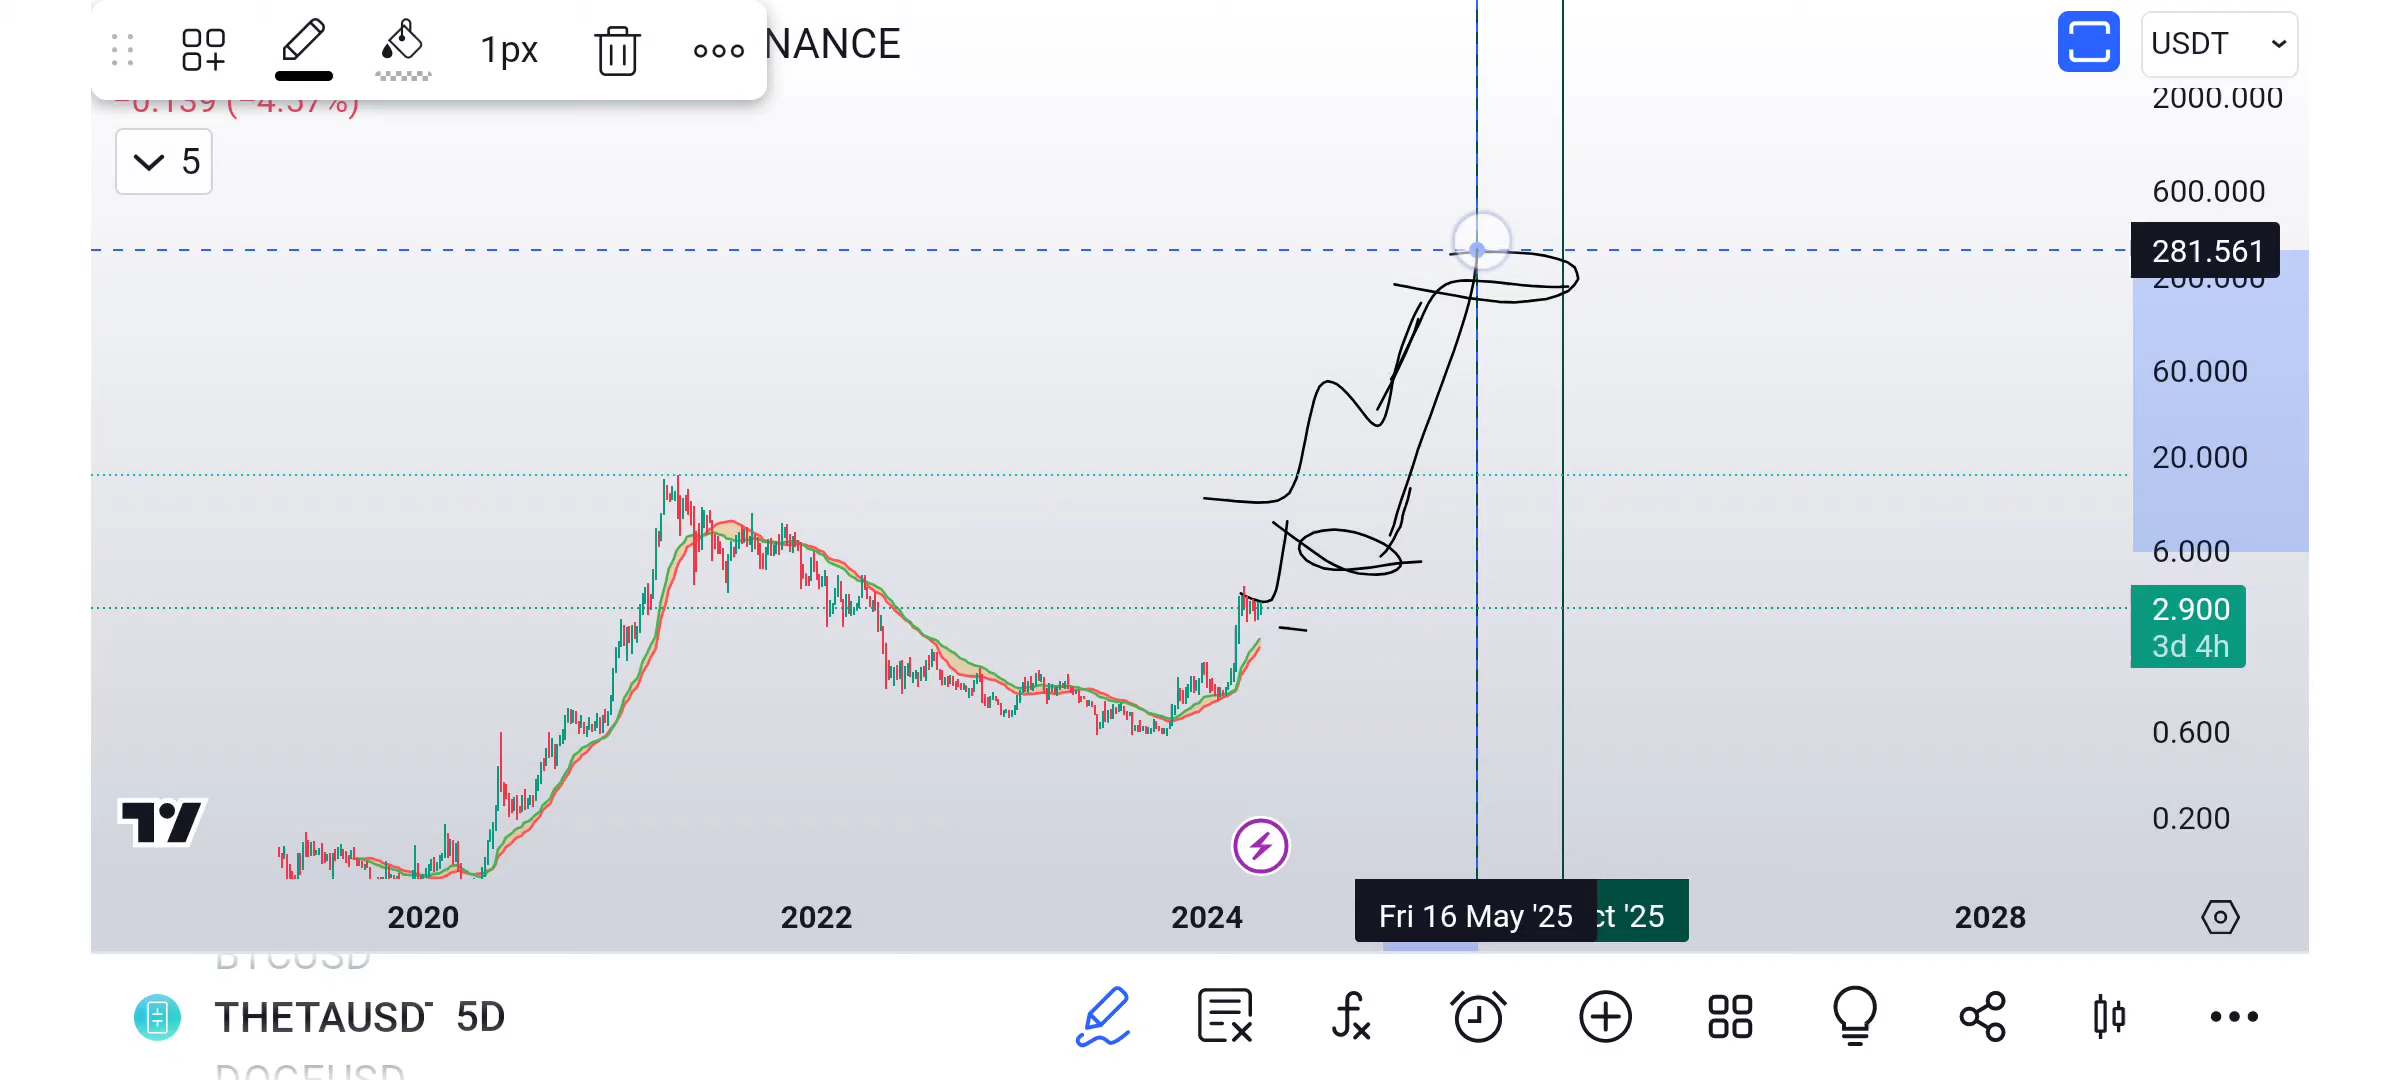 1px
NANCE
USDT
−0.139 (−4.57%)
2000.000
5
600.000
281.561
200.000
60.000
20.000
6.000
2.900
3d 4h
0.600
0.200
Fri 16 May '25
ct '25
2020
2022
2024
2028
BTCUSD
THETAUSD 5D
DOGEUSD